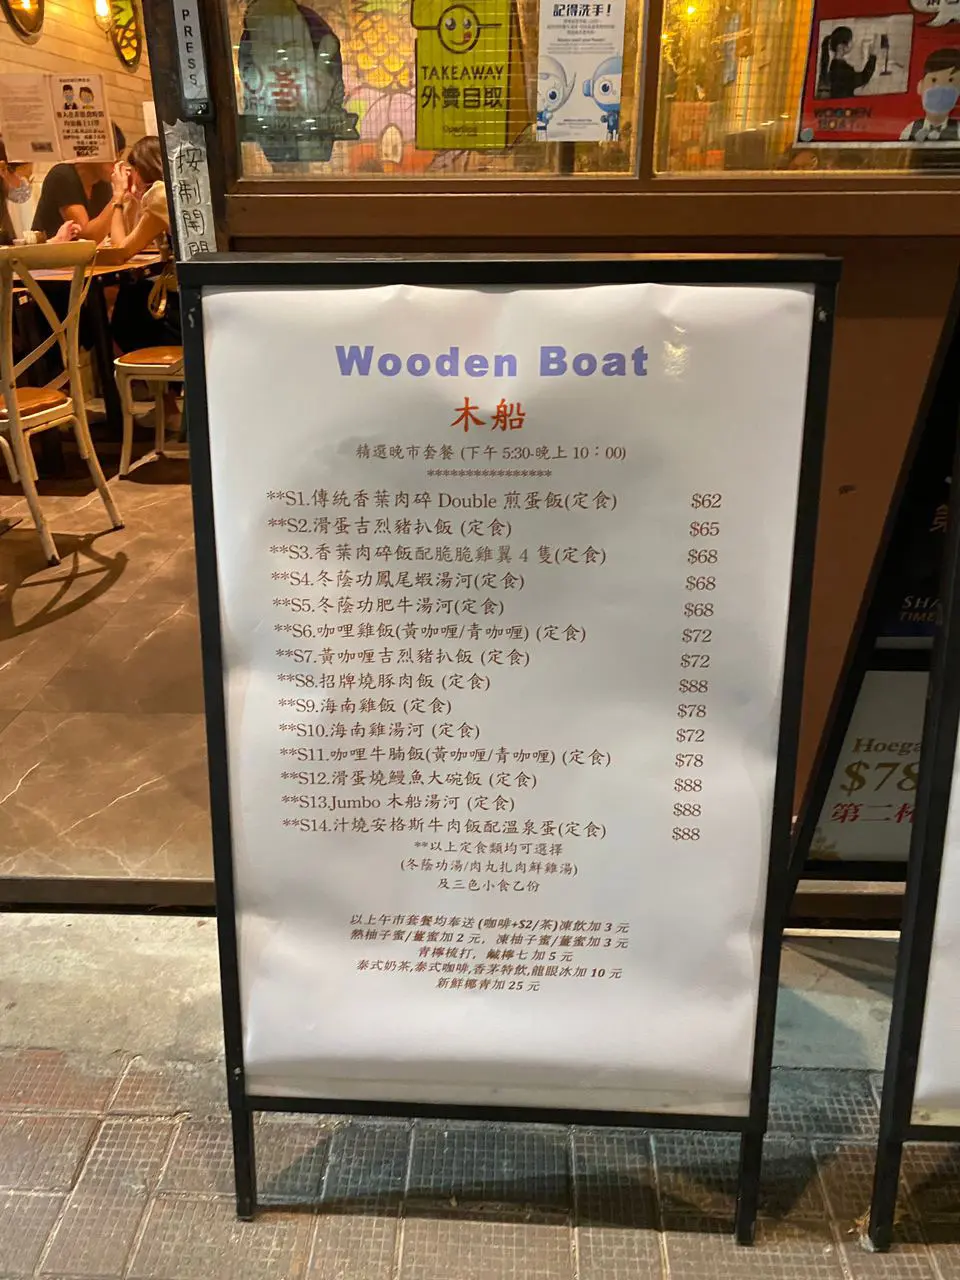 PRESS
按制開門
TAKEAWAY
外賣自取
記得洗手！
WOODEN BOAT
Wooden Boat
木船
精選晚市套餐 (下午 5:30-晚上 10：00)
****************
**S1.傳統香葉肉碎 Double 煎蛋飯(定食) $62
**S2.滑蛋吉烈豬扒飯 (定食) $65
**S3.香葉肉碎飯配脆脆雞翼 4 隻(定食) $68
**S4.冬蔭功鳳尾蝦湯河(定食) $68
**S5.冬蔭功肥牛湯河(定食) $68
**S6.咖哩雞飯(黃咖喱/青咖喱) (定食) $72
**S7.黃咖喱吉烈豬扒飯 (定食) $72
**S8.招牌燒豚肉飯 (定食) $88
**S9.海南雞飯 (定食) $78
**S10.海南雞湯河 (定食) $72
**S11.咖哩牛腩飯(黃咖喱/青咖喱) (定食) $78
**S12.滑蛋燒鰻魚大碗飯 (定食) $88
**S13.Jumbo 木船湯河 (定食) $88
**S14.汁燒安格斯牛肉飯配溫泉蛋(定食) $88
**以上定食類均可選擇
(冬蔭功湯/肉丸扎肉鮮雞湯)
及三色小食乙份
以上午市套餐均奉送 (咖啡+$2/茶)凍飲加 3 元
熱柚子蜜/薑蜜加 2 元，凍柚子蜜/薑蜜加 3 元
青檸梳打，鹹檸七 加 5 元
泰式奶茶,泰式咖啡,香茅特飲,龍眼冰加 10 元
新鮮椰青加 25 元
TIME
Hoega
$78
第二杯